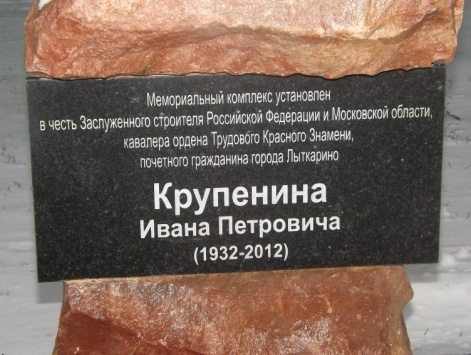 Мемориальный комплекс установлен
в честь Заслуженного строителя Российской Федерации и Московской области,
кавалера ордена Трудового Красного Знамени,
почетного гражданина города Лыткарино
Крупенина
Ивана Петровича
(1932-2012)